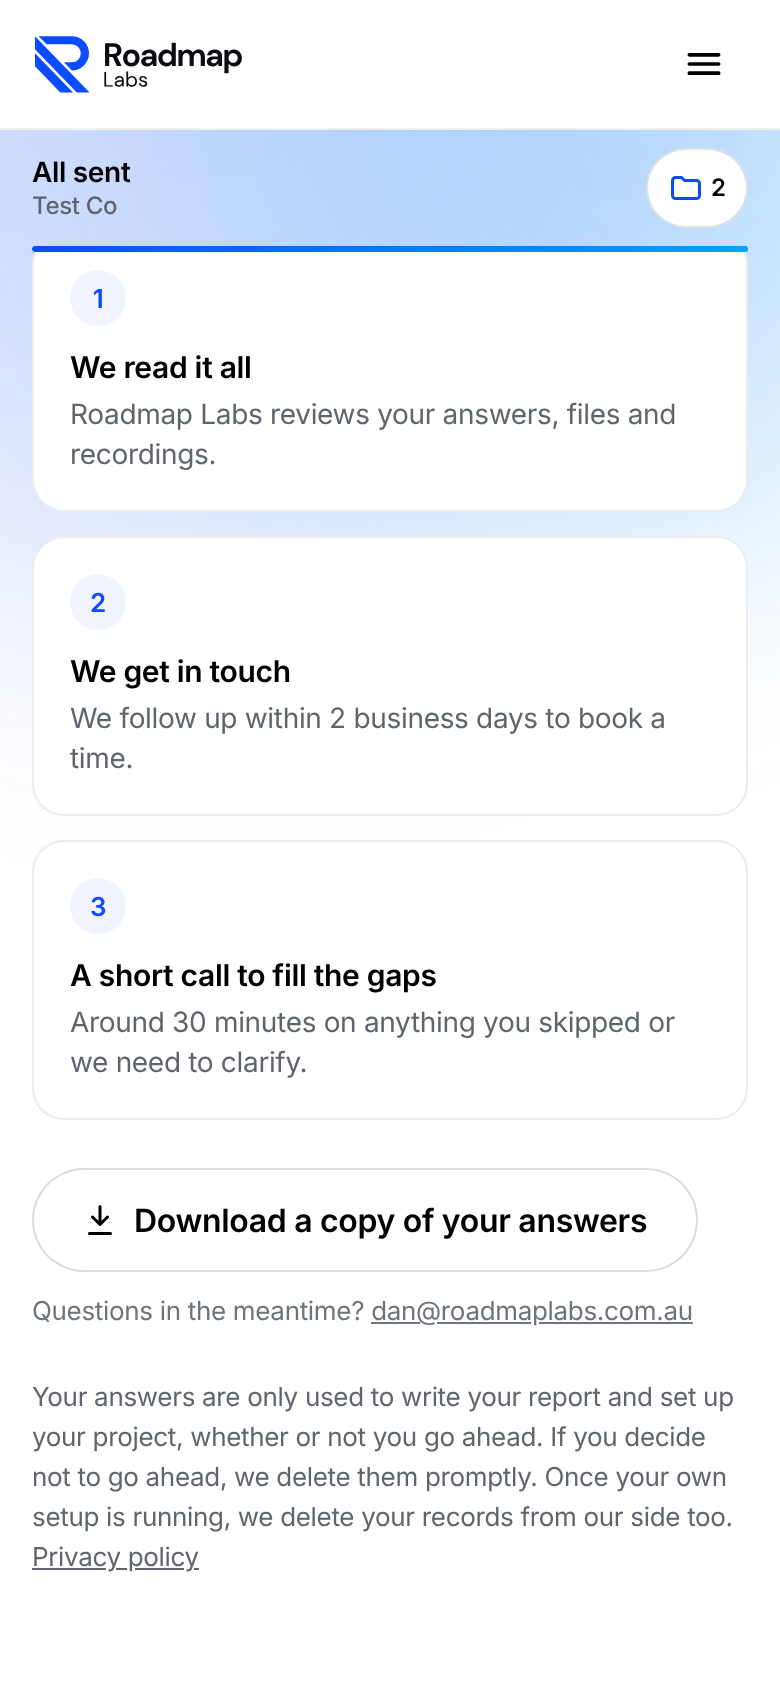 Roadmap
Labs
All sent
Test Co
2
1
We read it all
Roadmap Labs reviews your answers, files and
recordings.
2
We get in touch
We follow up within 2 business days to book a
time.
3
A short call to fill the gaps
Around 30 minutes on anything you skipped or
we need to clarify.
Download a copy of your answers
Questions in the meantime? dan@roadmaplabs.com.au
Your answers are only used to write your report and set up
your project, whether or not you go ahead. If you decide
not to go ahead, we delete them promptly. Once your own
setup is running, we delete your records from our side too.
Privacy policy